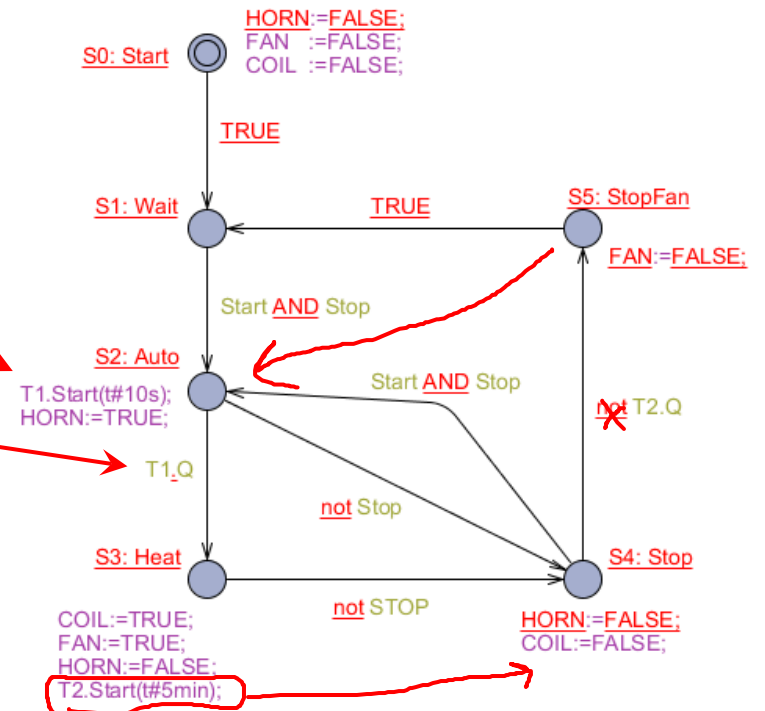 HORN:=FALSE;
FAN :=FALSE;
COIL :=FALSE;
S0: Start
TRUE
S1: Wait
TRUE
S5: StopFan
FAN:=FALSE;
Start AND Stop
S2: Auto
T1.Start(t#10s);
HORN:=TRUE;
Start AND Stop
not T2.Q
T1.Q
not Stop
S3: Heat
S4: Stop
not STOP
COIL:=TRUE;
FAN:=TRUE;
HORN:=FALSE;
T2.Start(t#5min);
HORN:=FALSE;
COIL:=FALSE;